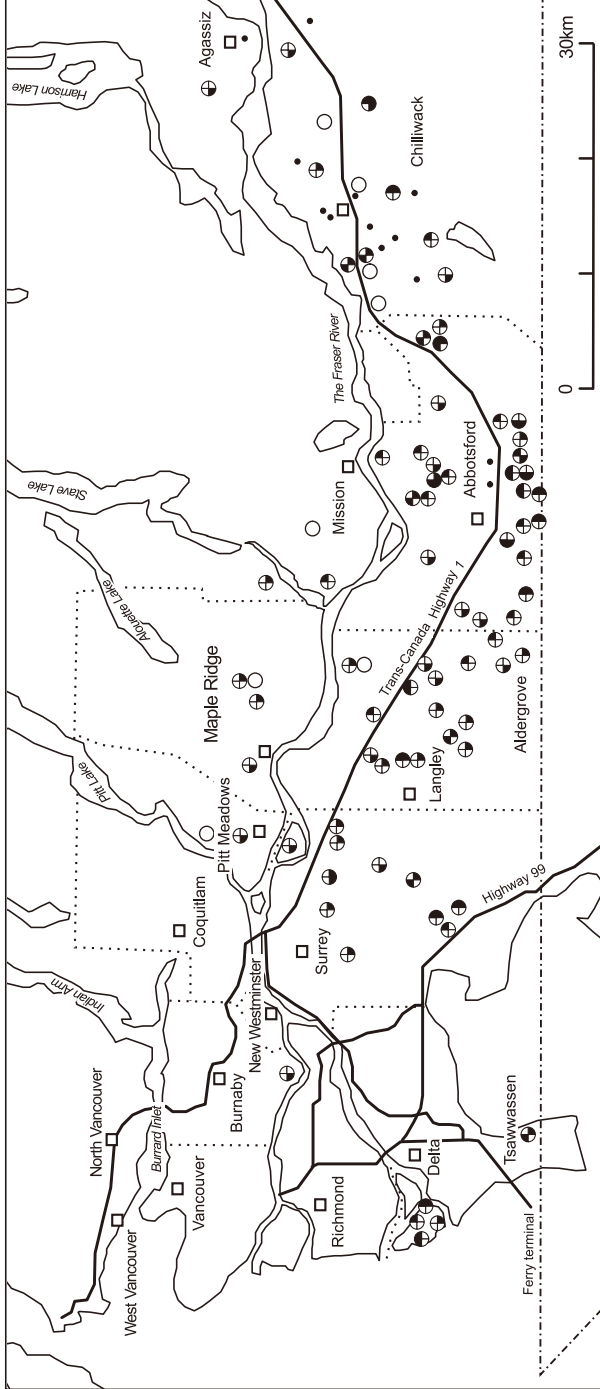 Harrison Lake
Agassiz
Chilliwack
30km
0
The Fraser River
Stave Lake
Mission
Abbotsford
Alouette Lake
Trans-Canada Highway 1
Maple Ridge
Pitt Lake
Langley
Aldergrove
Pitt Meadows
Coquitlam
Surrey
Highway 99
Indian Arm
New Westminster
North Vancouver
Burrard Inlet
Burnaby
Vancouver
West Vancouver
Richmond
Delta
Tsawwassen
Ferry terminal